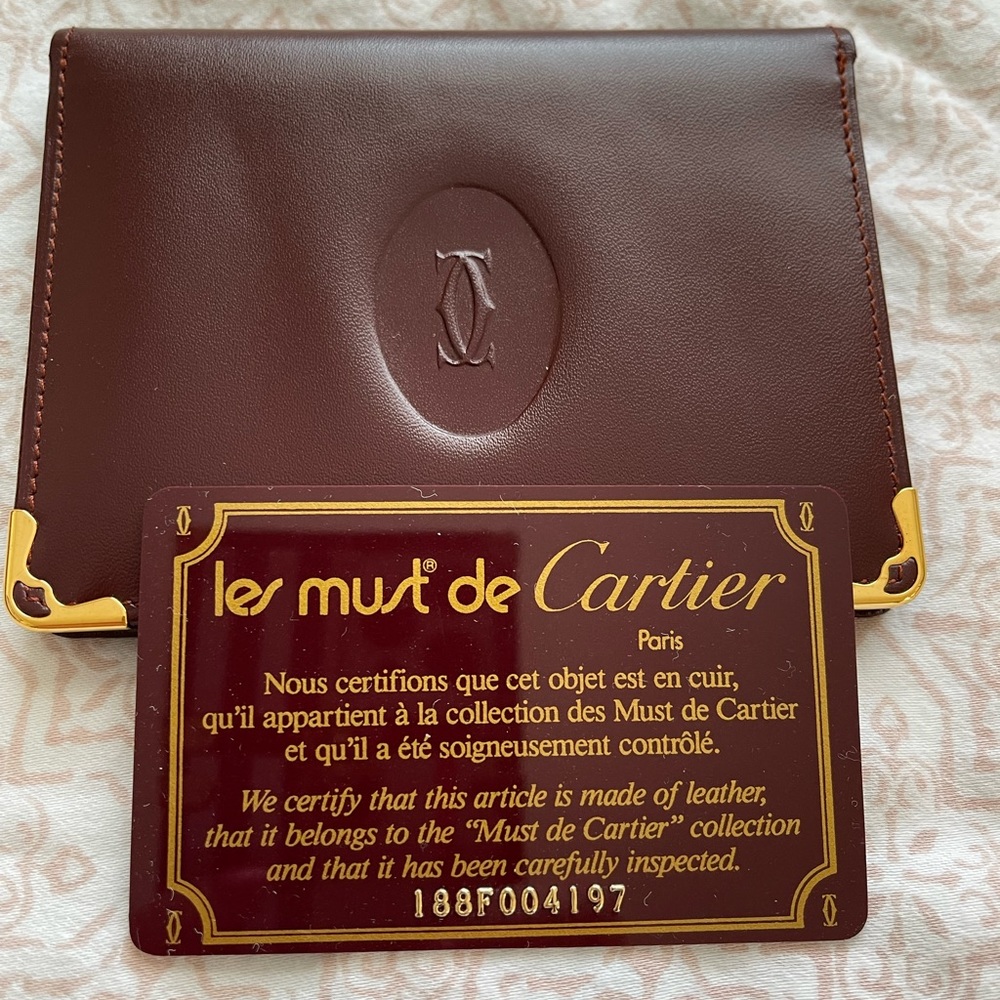 les must® de Cartier
Paris
Nous certifions que cet objet est en cuir,
qu'il appartient à la collection des Must de Cartier
et qu'il a été soigneusement contrôlé.
We certify that this article is made of leather,
that it belongs to the “Must de Cartier” collection
and that it has been carefully inspected.
188F004197